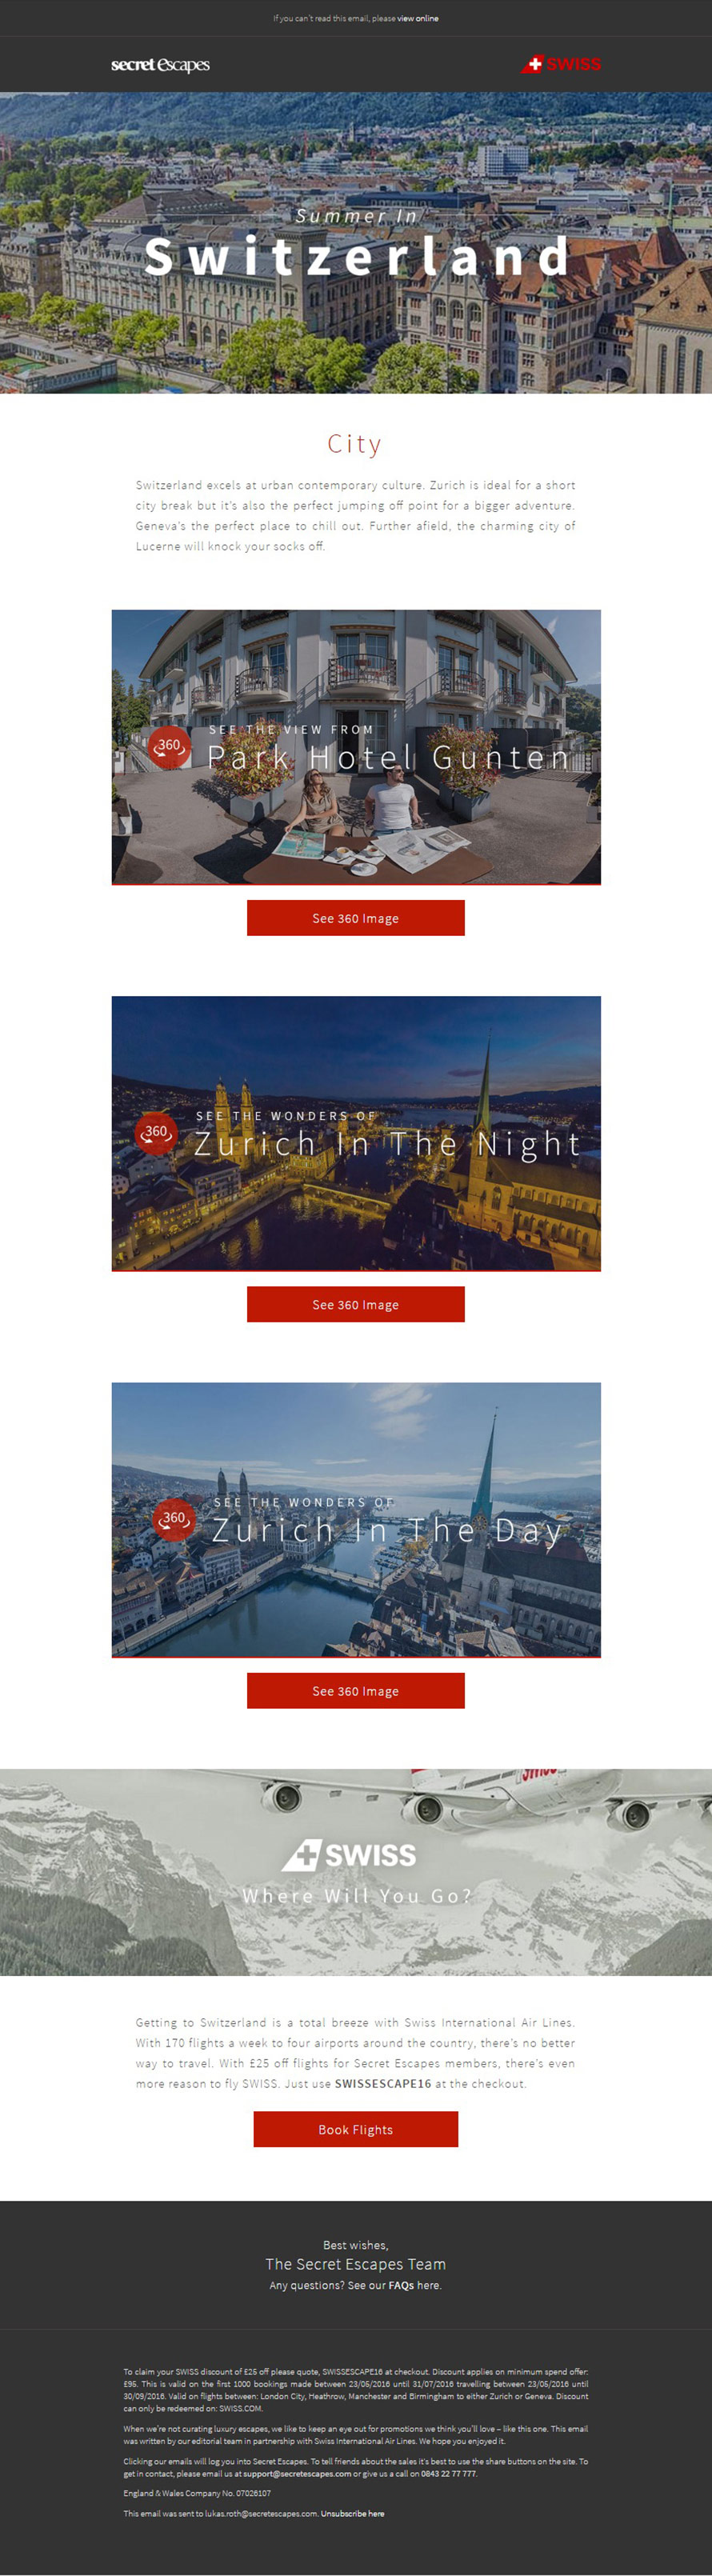 If you can't read this email, please view online
secret escapes
SWISS
Summer In
Switzerland
City
Switzerland excels at urban contemporary culture. Zurich is ideal for a short
city break but it's also the perfect jumping off point for a bigger adventure.
Geneva's the perfect place to chill out. Further afield, the charming city of
Lucerne will knock your socks off.
360
SEE THE VIEW FROM
Park Hotel Gunten
See 360 Image
360
SEE THE WONDERS OF
Zurich In The Night
See 360 Image
360
SEE THE WONDERS OF
Zurich In The Day
See 360 Image
SWISS
Where Will You Go?
Getting to Switzerland is a total breeze with Swiss International Air Lines.
With 170 flights a week to four airports around the country, there's no better
way to travel. With £25 off flights for Secret Escapes members, there's even
more reason to fly SWISS. Just use SWISSESCAPE16 at the checkout.
Book Flights
Best wishes,
The Secret Escapes Team
Any questions? See our FAQs here.
To claim your SWISS discount of £25 off please quote, SWISSESCAPE16 at checkout. Discount applies on minimum spend offer:
£95. This is valid on the first 1000 bookings made between 23/05/2016 until 31/07/2016 travelling between 23/05/2016 until
30/09/2016. Valid on flights between: London City, Heathrow, Manchester and Birmingham to either Zurich or Geneva. Discount
can only be redeemed on: SWISS.COM.
When we're not curating luxury escapes, we like to keep an eye out for promotions we think you'll love – like this one. This email
was written by our editorial team in partnership with Swiss International Air Lines. We hope you enjoyed it.
Clicking our emails will log you into Secret Escapes. To tell friends about the sales it's best to use the share buttons on the site. To
get in contact, please email us at support@secretescapes.com or give us a call on 0843 22 77 777.
England & Wales Company No. 07026107
This email was sent to lukas.roth@secretescapes.com. Unsubscribe here